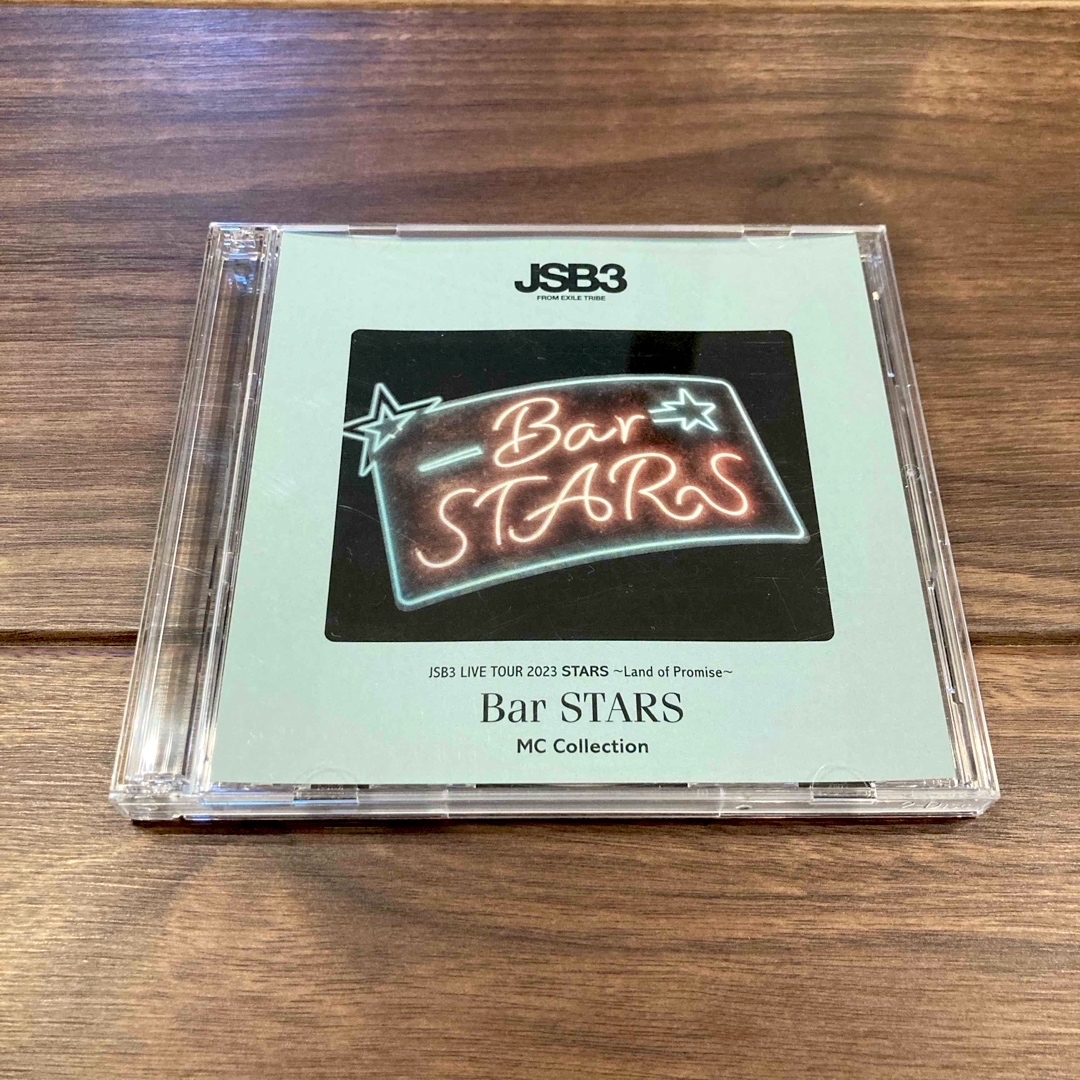 JSB3
FROM EXILE TRIBE
Bar
STARS
JSB3 LIVE TOUR 2023 STARS ~Land of Promise~
Bar STARS
MC Collection